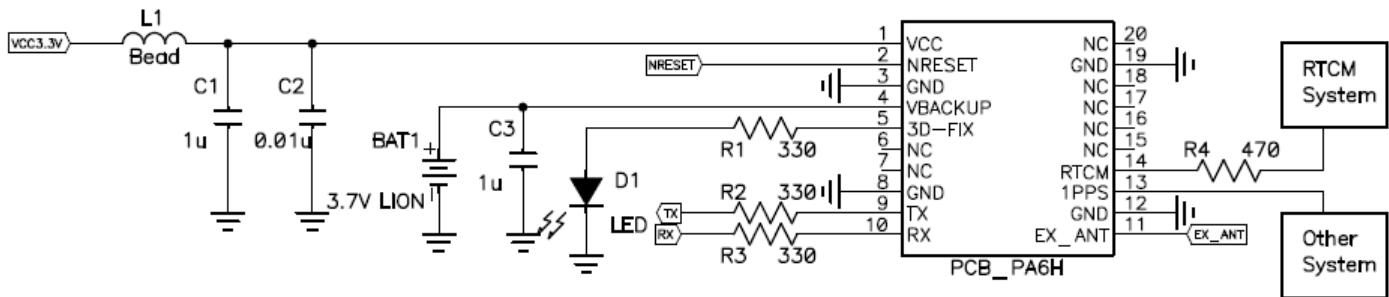 VCC3.3V
L1
Bead
C1
1u
C2
0.01u
BAT1
+
3.7V LION
C3
1u
D1
LED
NRESET
R1 330
R2 330
TX
RX
R3 330
1 VCC
2 NRESET
3 GND
4 VBACKUP
5 3D-FIX
6 NC
7 NC
8 GND
9 TX
10 RX
NC 20
GND 19
NC 18
NC 17
NC 16
NC 15
RTCM 14
1PPS 13
GND 12
EX_ANT 11
PCB_PA6H
R4 470
EX_ANT
RTCM
System
Other
System